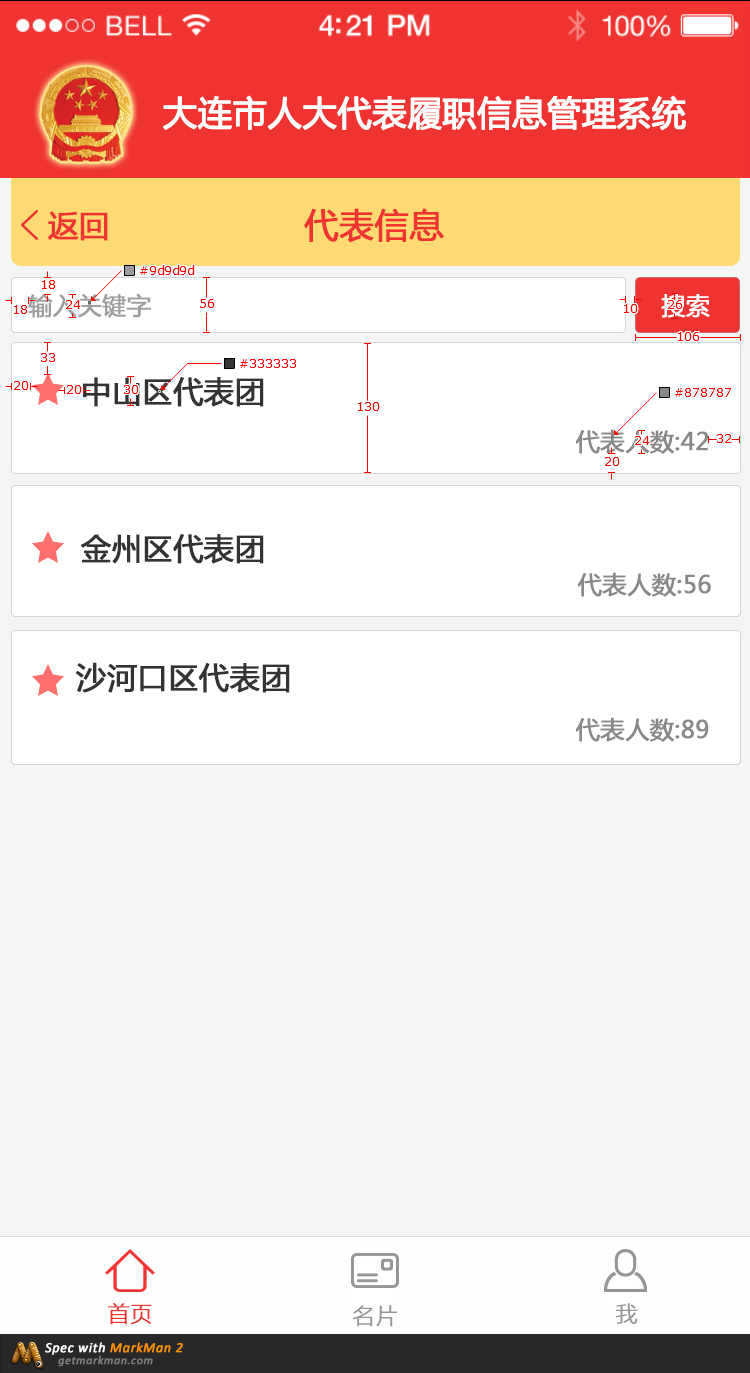 BELL 4:21 PM 100%
大连市人大代表履职信息管理系统
返回 代表信息
#9d9d9d
18 18 24 输入关键字 56 10 搜索 26
106
33 #333333
20 20 中山区代表团 30 130 #878787
代表人数:42 24 32
20
金州区代表团
代表人数:56
沙河口区代表团
代表人数:89
首页 名片 我
Spec with MarkMan 2
getmarkman.com